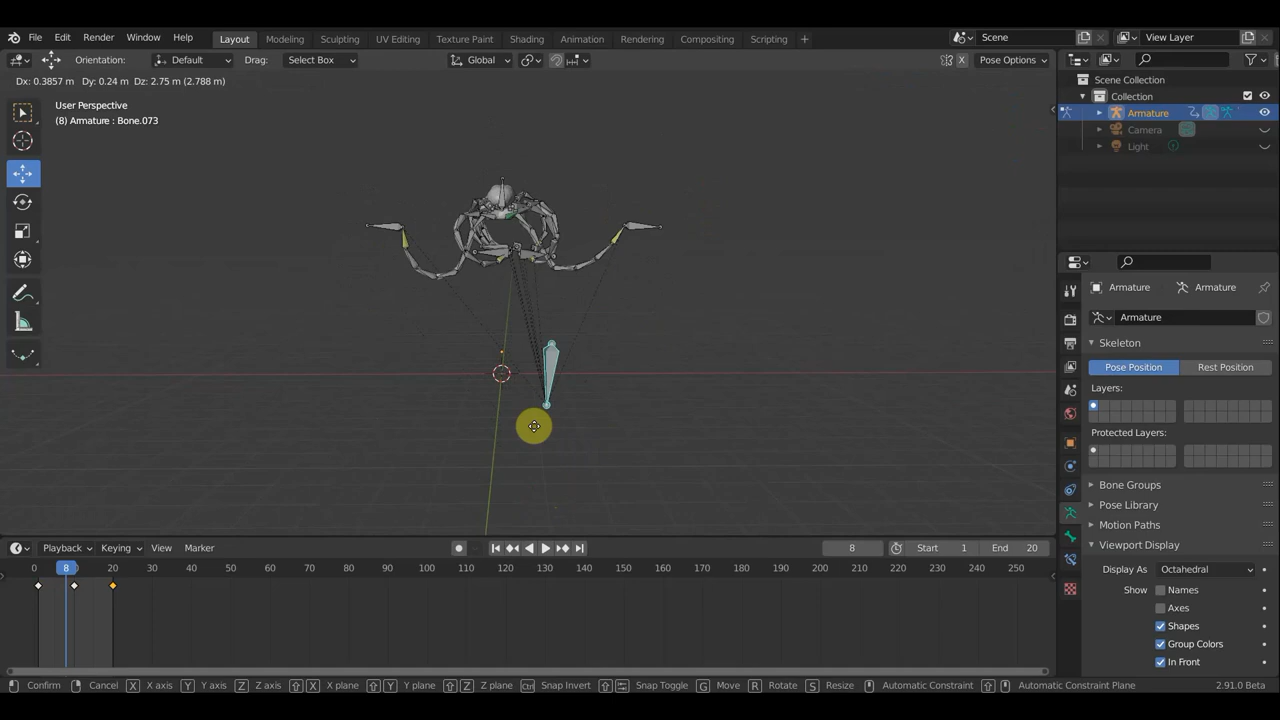 File Edit Render Window Help Layout Modeling Sculpting UV Editing Texture Paint Shading Animation Rendering Compositing Scripting + Scene View Layer
Orientation: Default Drag: Select Box Global X Pose Options
Dx: 0.3857 m Dy: 0.24 m Dz: 2.75 m (2.788 m)
User Perspective
(8) Armature : Bone.073
Scene Collection
Collection
Armature
Camera
Light
Armature Armature
Armature
Skeleton
Pose Position Rest Position
Layers:
Protected Layers:
Bone Groups
Pose Library
Motion Paths
Viewport Display
Display As Octahedral
Show Names
Axes
Shapes
Group Colors
In Front
Playback Keying View Marker 8 Start 1 End 20
0 8 20 30 40 50 60 70 80 90 100 110 120 130 140 150 160 170 180 190 200 210 220 230 240 250
Confirm Cancel X X axis Y Y axis Z Z axis X X plane Y Y plane Z Z plane Ctrl Snap Invert Snap Toggle G Move R Rotate S Resize Automatic Constraint Automatic Constraint Plane 2.91.0 Beta